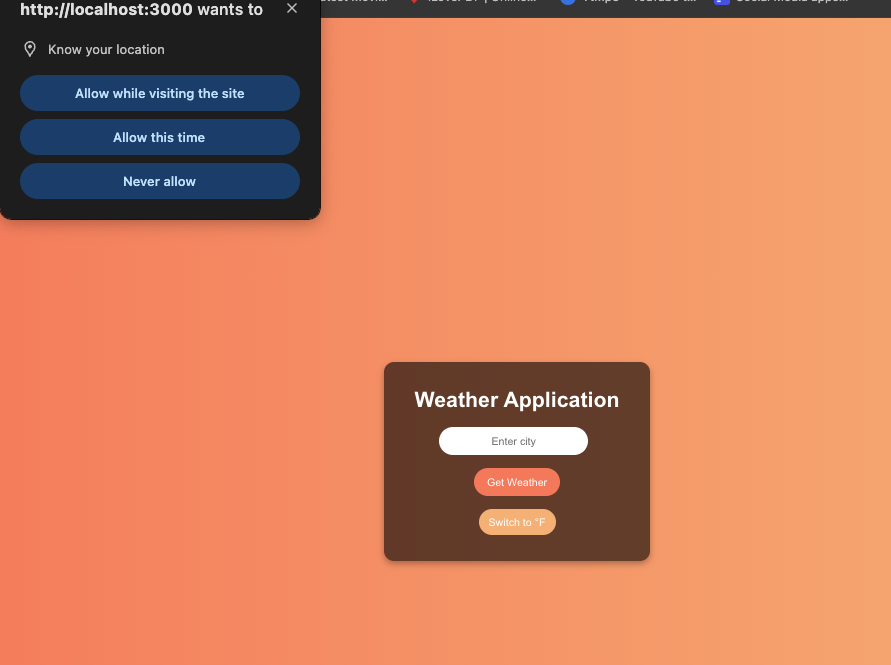 http://localhost:3000 wants to
Know your location
Allow while visiting the site
Allow this time
Never allow
Weather Application
Enter city
Get Weather
Switch to °F